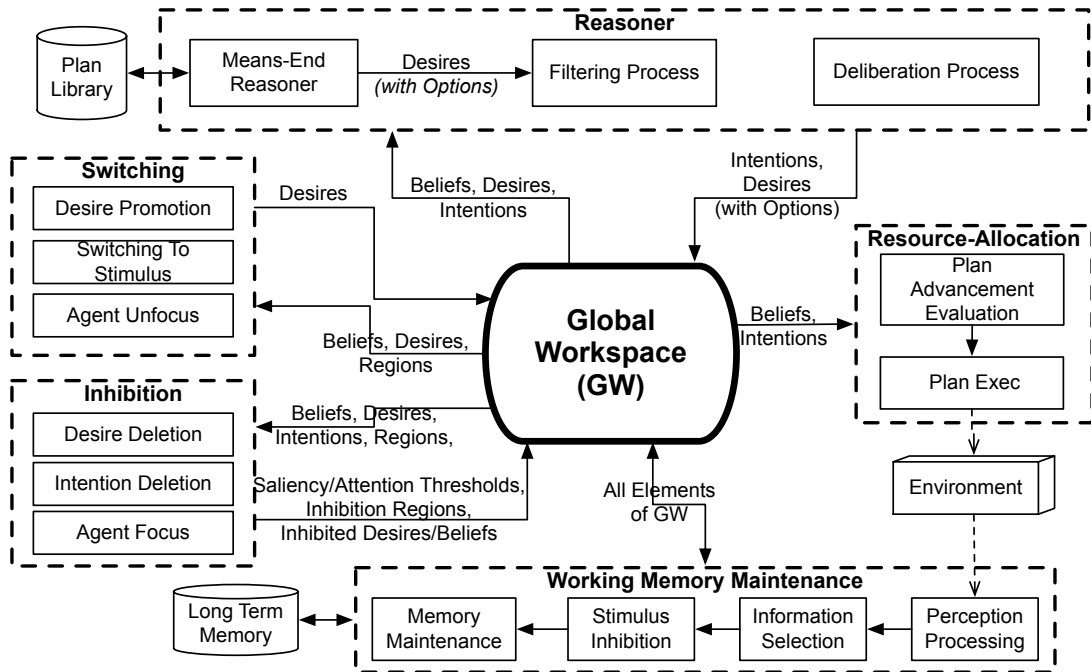 Reasoner
Plan
Library
Means-End
Reasoner
Desires
(with Options)
Filtering Process
Deliberation Process
Switching
Desire Promotion
Switching To
Stimulus
Agent Unfocus
Desires
Beliefs, Desires,
Intentions
Intentions,
Desires
(with Options)
Resource-Allocation
Plan
Advancement
Evaluation
Plan Exec
Global
Workspace
(GW)
Beliefs,
Intentions
Beliefs, Desires,
Regions
Inhibition
Desire Deletion
Intention Deletion
Agent Focus
Beliefs, Desires,
Intentions, Regions,
Saliency/Attention Thresholds,
Inhibition Regions,
Inhibited Desires/Beliefs
All Elements
of GW
Environment
Working Memory Maintenance
Long Term
Memory
Memory
Maintenance
Stimulus
Inhibition
Information
Selection
Perception
Processing